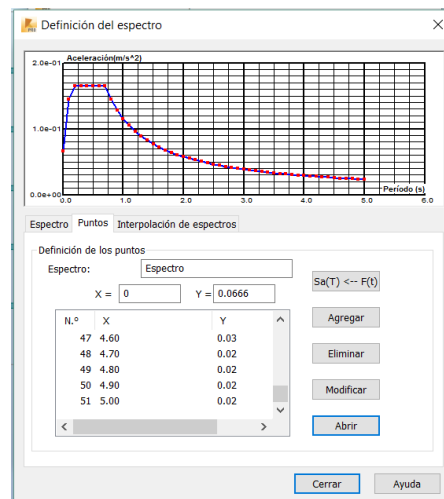 Definición del espectro
Aceleración(m/s^2)
2.0e-01
1.0e-01
0.0e+00
0.0 1.0 2.0 3.0 4.0 5.0 6.0
Período (s)
Espectro Puntos Interpolación de espectros
Definición de los puntos
Espectro: Espectro
X = 0 Y = 0.0666
N.º X Y
47 4.60 0.03
48 4.70 0.02
49 4.80 0.02
50 4.90 0.02
51 5.00 0.02
Sa(T) <-- F(t)
Agregar
Eliminar
Modificar
Abrir
Cerrar Ayuda